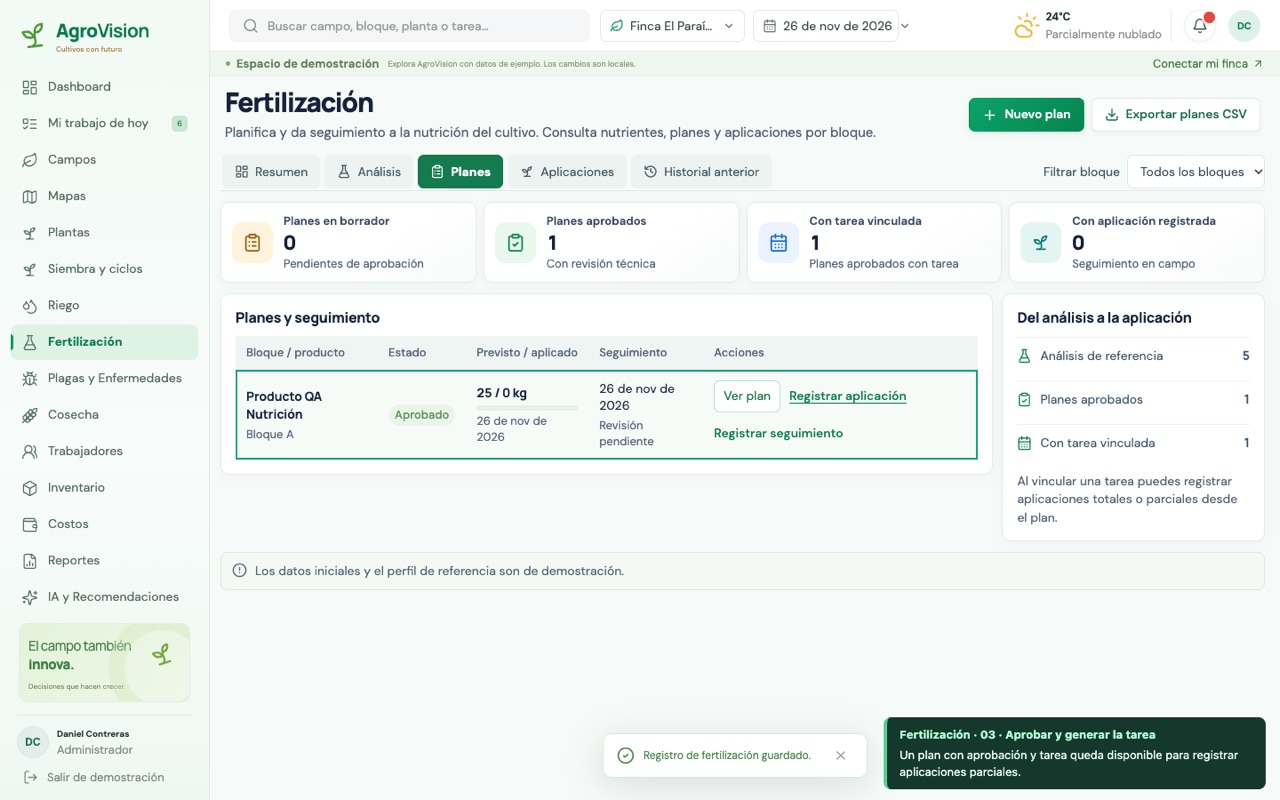 AgroVision
Cultivos con futuro
Dashboard
Mi trabajo de hoy
6
Campos
Mapas
Plantas
Siembra y ciclos
Riego
Fertilización
Plagas y Enfermedades
Cosecha
Trabajadores
Inventario
Costos
Reportes
IA y Recomendaciones
El campo también
innova.
Decisiones que hacen crecer.
DC
Daniel Contreras
Administrador
Salir de demostración
Buscar campo, bloque, planta o tarea...
Finca El Paraí...
26 de nov de 2026
24°C
Parcialmente nublado
DC
Espacio de demostración
Explora AgroVision con datos de ejemplo. Los cambios son locales.
Conectar mi finca
Fertilización
Planifica y da seguimiento a la nutrición del cultivo. Consulta nutrientes, planes y aplicaciones por bloque.
Nuevo plan
Exportar planes CSV
Resumen
Análisis
Planes
Aplicaciones
Historial anterior
Filtrar bloque
Todos los bloques
Planes en borrador
0
Pendientes de aprobación
Planes aprobados
1
Con revisión técnica
Con tarea vinculada
1
Planes aprobados con tarea
Con aplicación registrada
0
Seguimiento en campo
Planes y seguimiento
Bloque / producto
Estado
Previsto / aplicado
Seguimiento
Acciones
Producto QA
Nutrición
Bloque A
Aprobado
25 / 0 kg
26 de nov de
2026
26 de nov de
2026
Revisión
pendiente
Ver plan
Registrar aplicación
Registrar seguimiento
Del análisis a la aplicación
Análisis de referencia
5
Planes aprobados
1
Con tarea vinculada
1
Al vincular una tarea puedes registrar
aplicaciones totales o parciales desde
el plan.
Los datos iniciales y el perfil de referencia son de demostración.
Registro de fertilización guardado.
Fertilización · 03 · Aprobar y generar la tarea
Un plan con aprobación y tarea queda disponible para registrar
aplicaciones parciales.